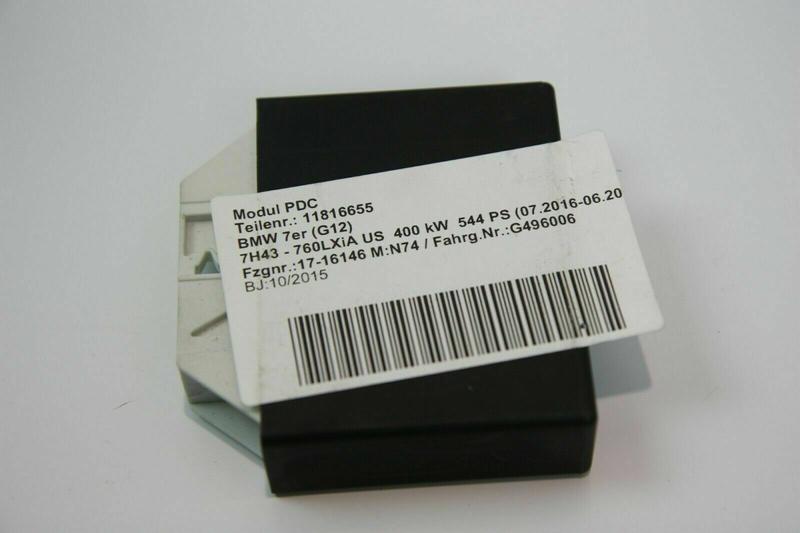 Modul PDC
Teilenr.: 11816655
BMW 7er (G12)
7H43 - 760LXiA US 400 kW 544 PS (07.2016-06.20
Fzgnr.:17-16146 M:N74 / Fahrg.Nr.:G496006
BJ:10/2015